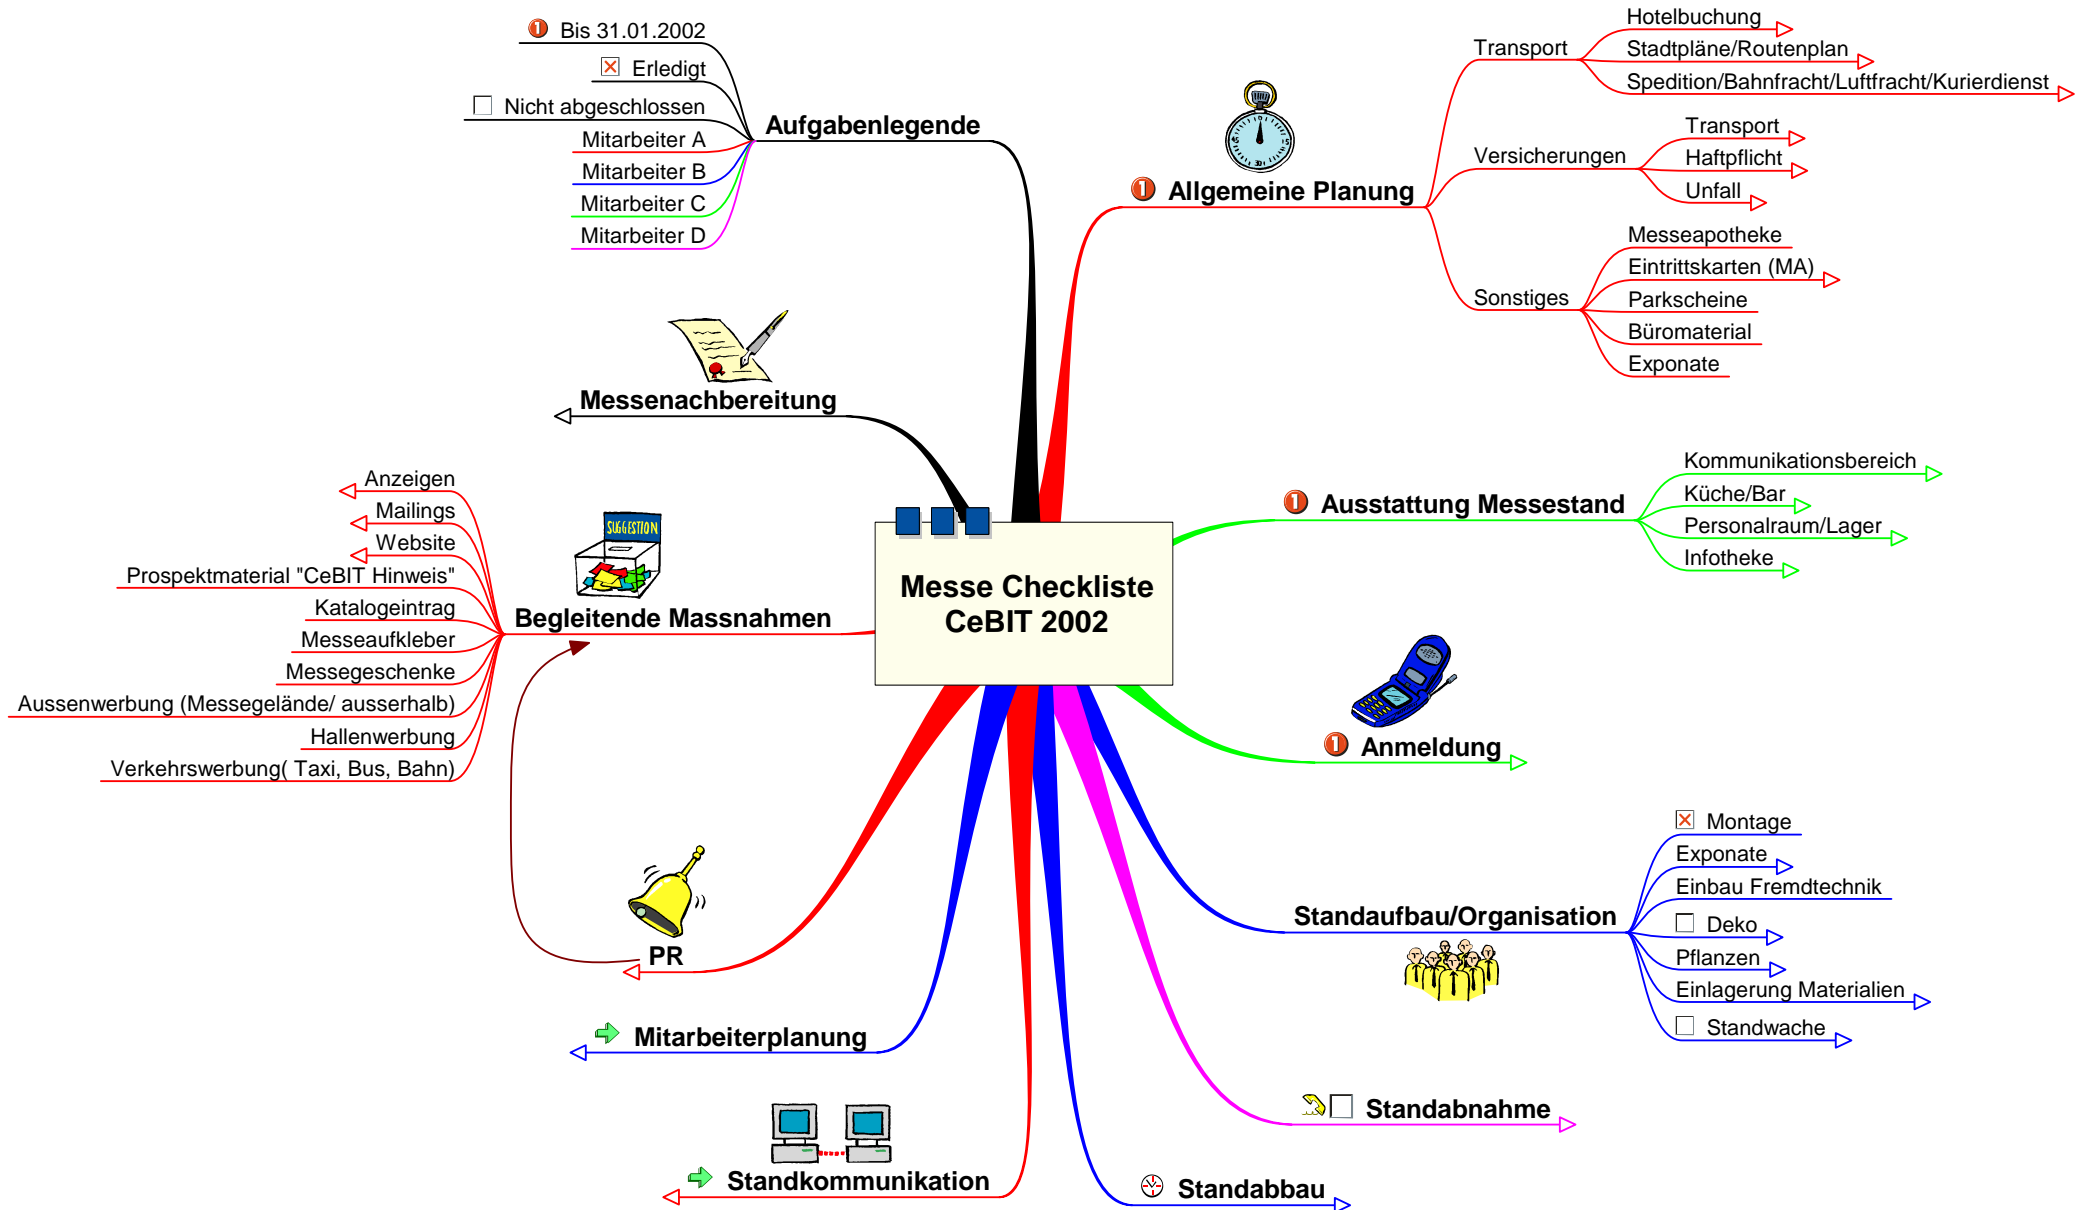 Messe Checkliste
CeBIT 2002
Aufgabenlegende
1 Bis 31.01.2002
Erledigt
Nicht abgeschlossen
Mitarbeiter A
Mitarbeiter B
Mitarbeiter C
Mitarbeiter D
1 Allgemeine Planung
Transport
Hotelbuchung
Stadtpläne/Routenplan
Spedition/Bahnfracht/Luftfracht/Kurierdienst
Versicherungen
Transport
Haftpflicht
Unfall
Sonstiges
Messeapotheke
Eintrittskarten (MA)
Parkscheine
Büromaterial
Exponate
1 Ausstattung Messestand
Kommunikationsbereich
Küche/Bar
Personalraum/Lager
Infotheke
1 Anmeldung
Standaufbau/Organisation
Montage
Exponate
Einbau Fremdtechnik
Deko
Pflanzen
Einlagerung Materialien
Standwache
Standabnahme
Standabbau
Standkommunikation
Mitarbeiterplanung
PR
SUGGESTION
Begleitende Massnahmen
Anzeigen
Mailings
Website
Prospektmaterial "CeBIT Hinweis"
Katalogeintrag
Messeaufkleber
Messegeschenke
Aussenwerbung (Messegelände/ ausserhalb)
Hallenwerbung
Verkehrswerbung( Taxi, Bus, Bahn)
Messenachbereitung